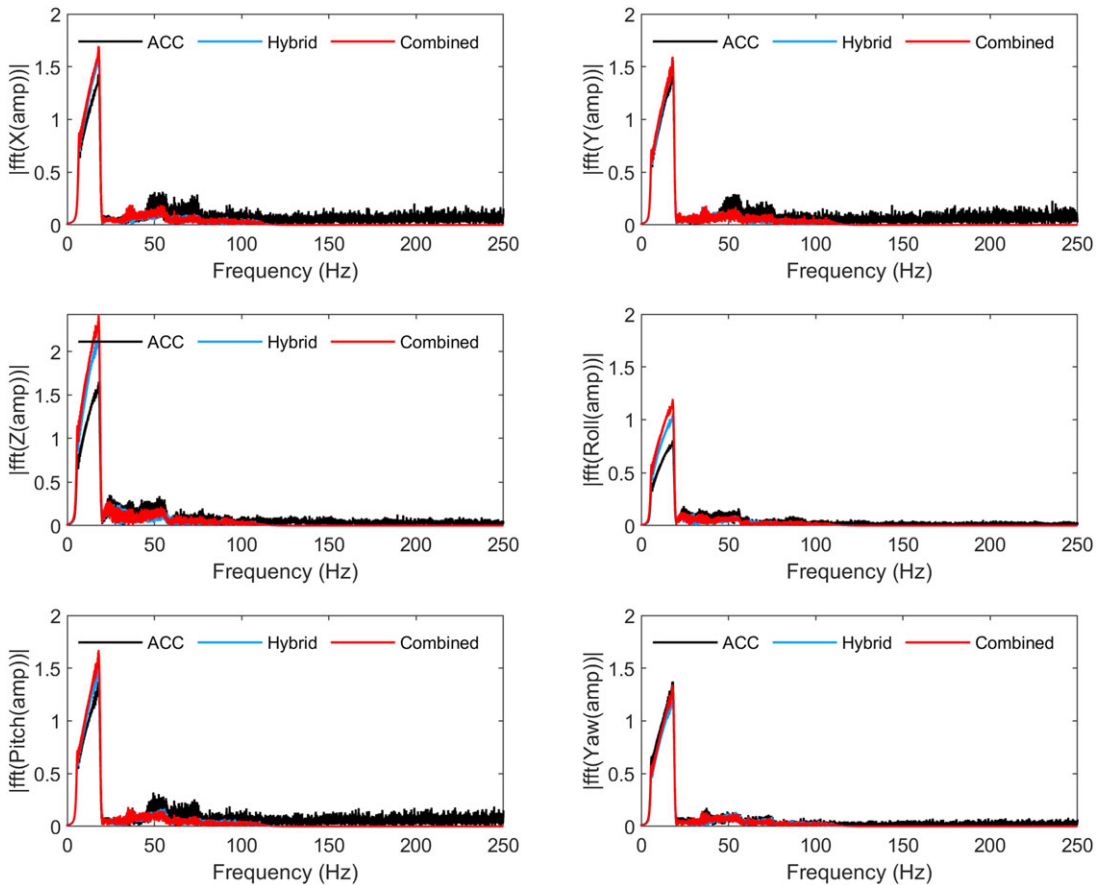 |fft(X(amp))|
2
1.5
1
0.5
0
ACC Hybrid Combined
0 50 100 150 200 250
Frequency (Hz)
|fft(Y(amp))|
2
1.5
1
0.5
0
ACC Hybrid Combined
0 50 100 150 200 250
Frequency (Hz)
|fft(Z(amp))|
2
1.5
1
0.5
0
ACC Hybrid Combined
0 50 100 150 200 250
Frequency (Hz)
|fft(Roll(amp))|
2
1.5
1
0.5
0
0 50 100 150 200 250
Frequency (Hz)
|fft(Pitch(amp))|
2
1.5
1
0.5
0
ACC Hybrid Combined
0 50 100 150 200 250
Frequency (Hz)
|fft(Yaw(amp))|
2
1.5
1
0.5
0
ACC Hybrid Combined
0 50 100 150 200 250
Frequency (Hz)